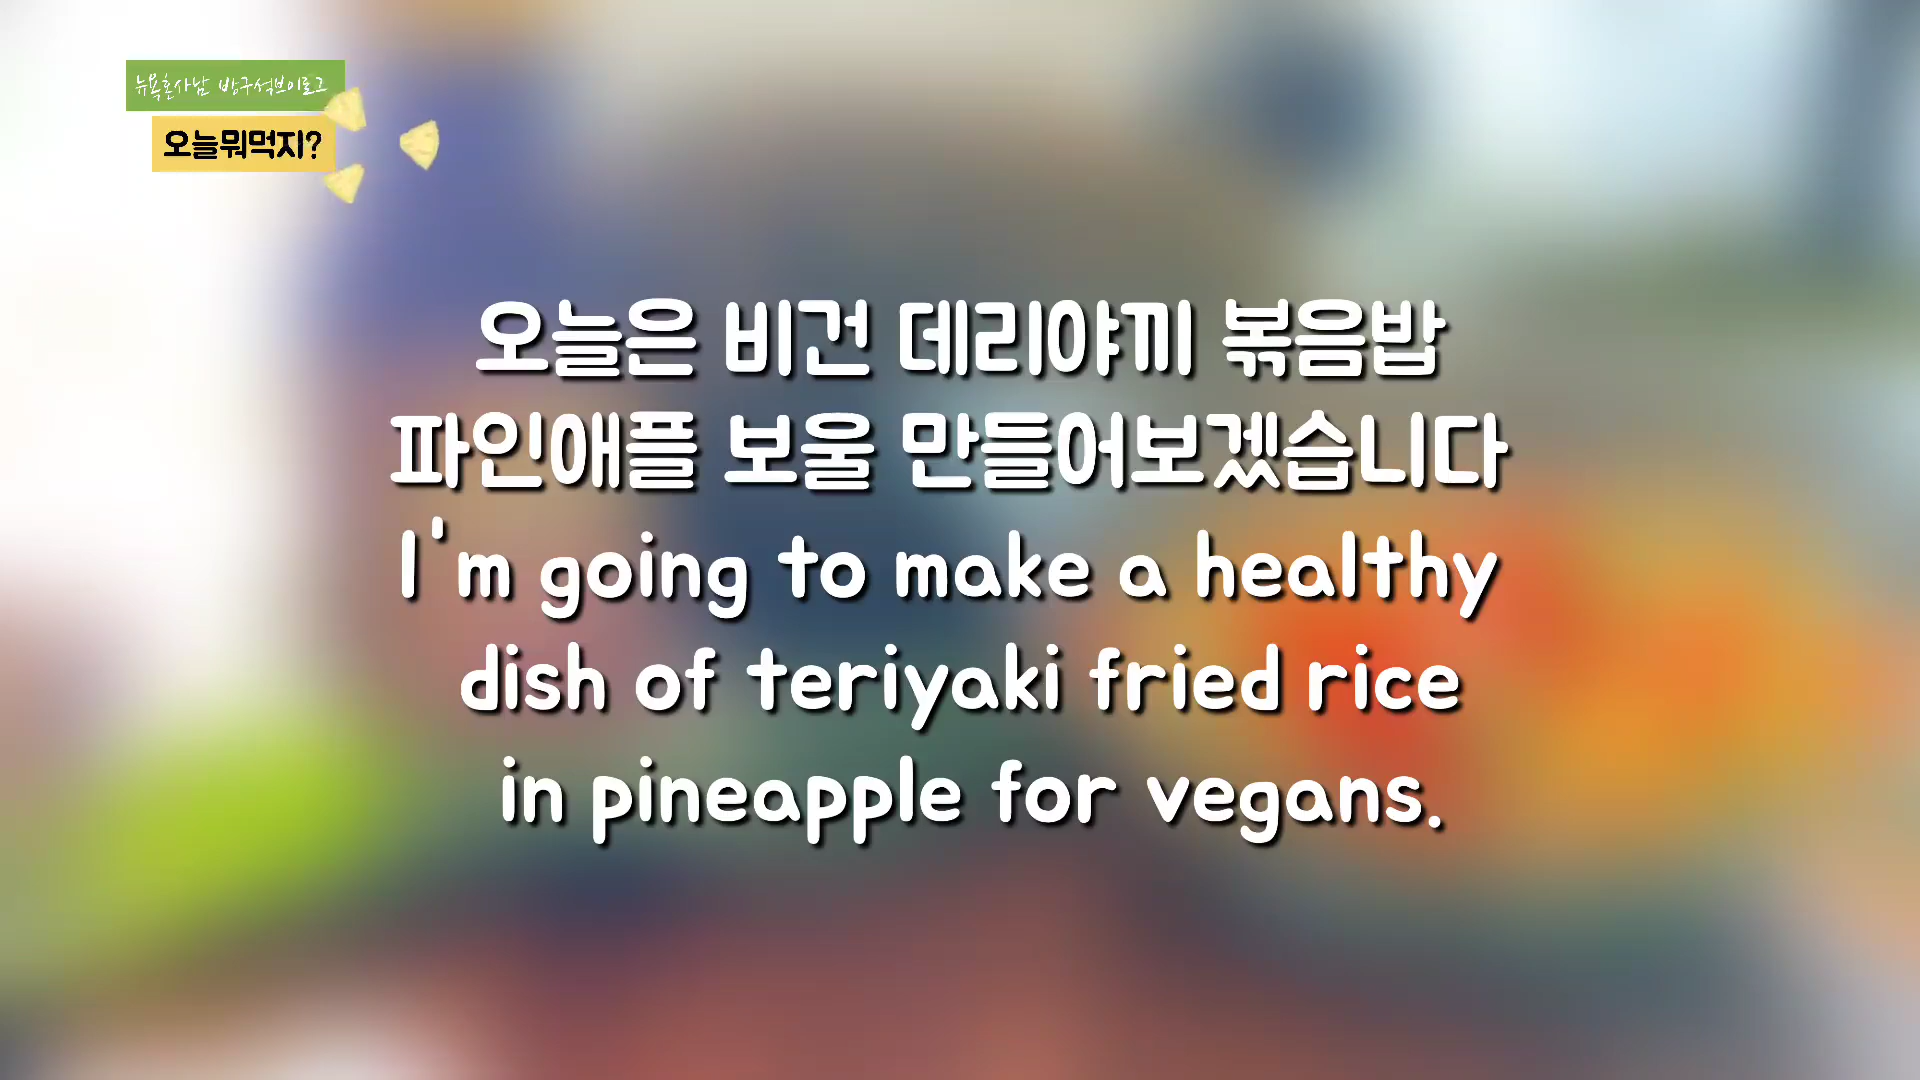 뉴욕혼사남 방구석브이로그
오늘뭐먹지?
오늘은 비건 데리야끼 볶음밥
파인애플 보울 만들어보겠습니다
I'm going to make a healthy
dish of teriyaki fried rice
in pineapple for vegans.